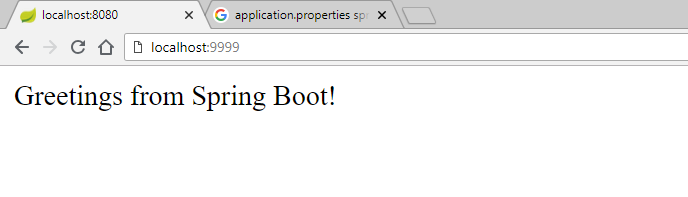 localhost:8080
application.properties sp
localhost:9999
Greetings from Spring Boot!